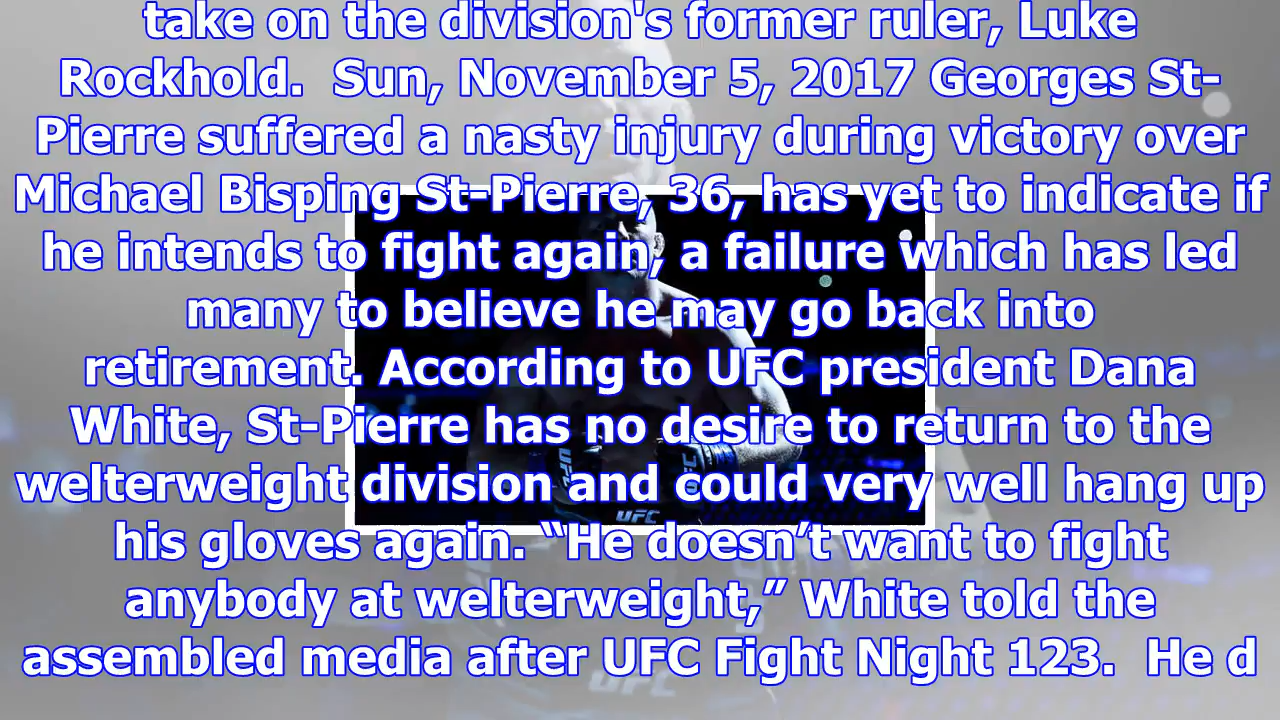 take on the division's former ruler, Luke
Rockhold.  Sun, November 5, 2017 Georges St-
Pierre suffered a nasty injury during victory over
Michael Bisping St-Pierre, 36, has yet to indicate if
he intends to fight again, a failure which has led
many to believe he may go back into
retirement. According to UFC president Dana
White, St-Pierre has no desire to return to the
welterweight division and could very well hang up
his gloves again. “He doesn’t want to fight
anybody at welterweight,” White told the
assembled media after UFC Fight Night 123.  He d
UFC
UFC
UFC
UFC